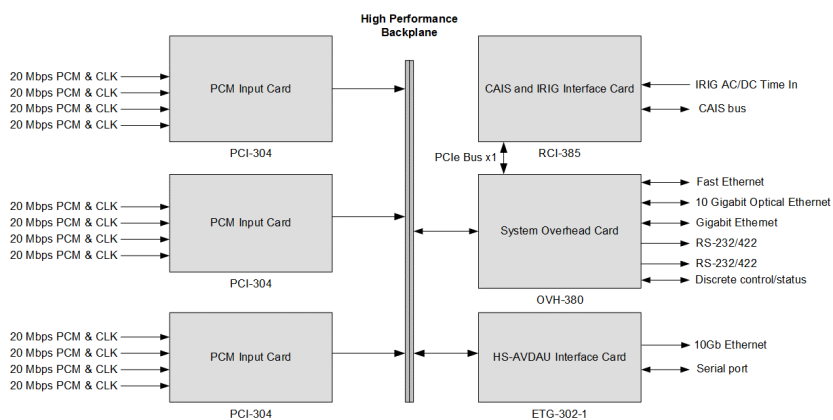 High Performance
Backplane
20 Mbps PCM & CLK
20 Mbps PCM & CLK
20 Mbps PCM & CLK
20 Mbps PCM & CLK
PCM Input Card
PCI-304
CAIS and IRIG Interface Card
IRIG AC/DC Time In
CAIS bus
RCI-385
PCIe Bus x1
20 Mbps PCM & CLK
20 Mbps PCM & CLK
20 Mbps PCM & CLK
20 Mbps PCM & CLK
PCM Input Card
PCI-304
System Overhead Card
Fast Ethernet
10 Gigabit Optical Ethernet
Gigabit Ethernet
RS-232/422
RS-232/422
Discrete control/status
OVH-380
20 Mbps PCM & CLK
20 Mbps PCM & CLK
20 Mbps PCM & CLK
20 Mbps PCM & CLK
PCM Input Card
PCI-304
HS-AVDAU Interface Card
10Gb Ethernet
Serial port
ETG-302-1